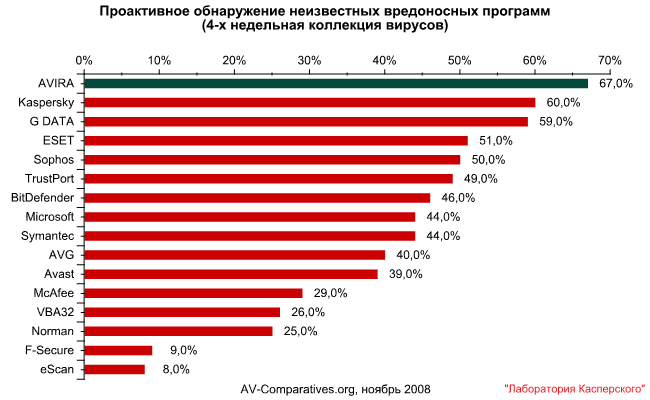 Проактивное обнаружение неизвестных вредоносных программ
(4-х недельная коллекция вирусов)
0% 10% 20% 30% 40% 50% 60% 70%
AVIRA 67,0%
Kaspersky 60,0%
G DATA 59,0%
ESET 51,0%
Sophos 50,0%
TrustPort 49,0%
BitDefender 46,0%
Microsoft 44,0%
Symantec 44,0%
AVG 40,0%
Avast 39,0%
McAfee 29,0%
VBA32 26,0%
Norman 25,0%
F-Secure 9,0%
eScan 8,0%
AV-Comparatives.org, ноябрь 2008 "Лаборатория Касперского"